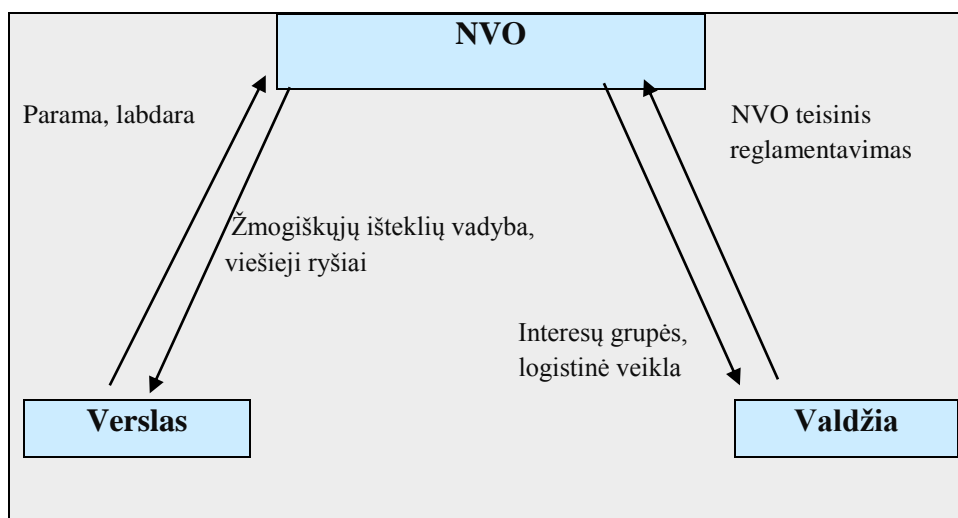 NVO
Parama, labdara
NVO teisinis
reglamentavimas
Žmogiškųjų išteklių vadyba,
viešieji ryšiai
Interesų grupės,
logistinė veikla
Verslas
Valdžia